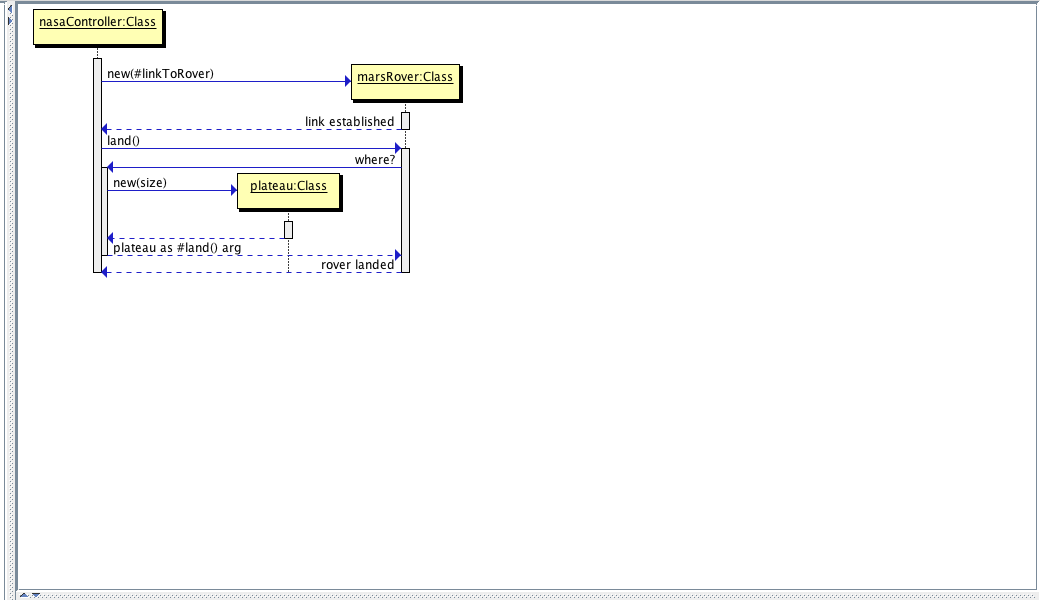 nasaController:Class
new(#linkToRover)
marsRover:Class
link established
land()
where?
new(size)
plateau:Class
plateau as #land() arg
rover landed